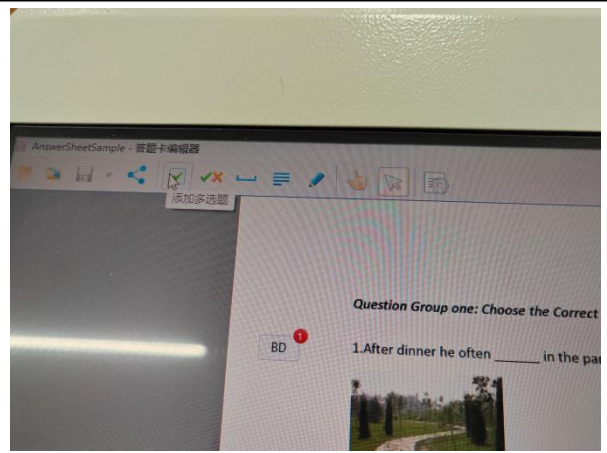 AnswerSheetSample - 答题卡编辑器
添加多选题
Question Group one: Choose the Correct
BD
1
1.After dinner he often ______ in the par